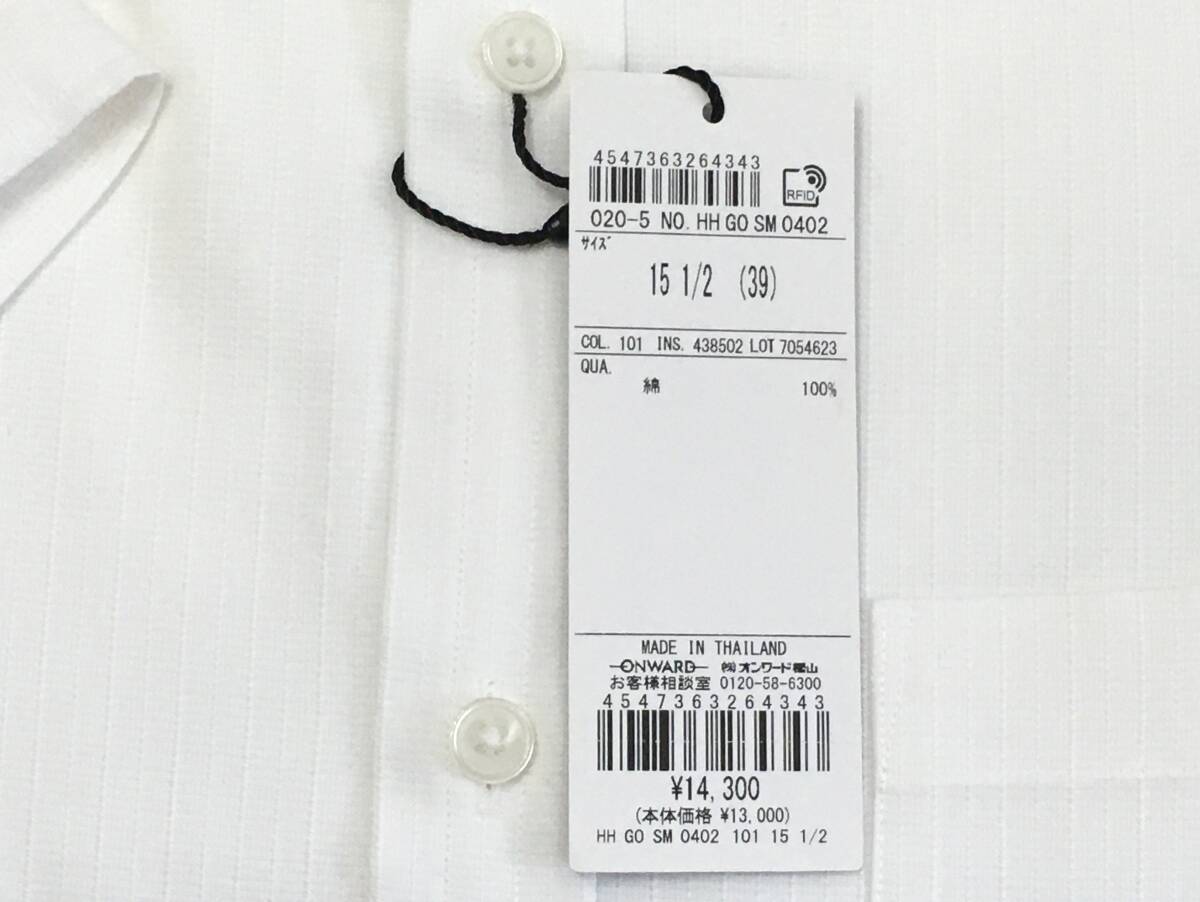 4547363264343
RFID
020-5 NO. HH GO SM 0402
ｻｲｽﾞ
15 1/2 (39)
COL. 101 INS. 438502 LOT 7054623
QUA.
綿 100%
MADE IN THAILAND
ONWARD ㈱オンワード樫山
お客様相談室 0120-58-6300
4547363264343
¥14,300
(本体価格 ¥13,000)
HH GO SM 0402 101 15 1/2